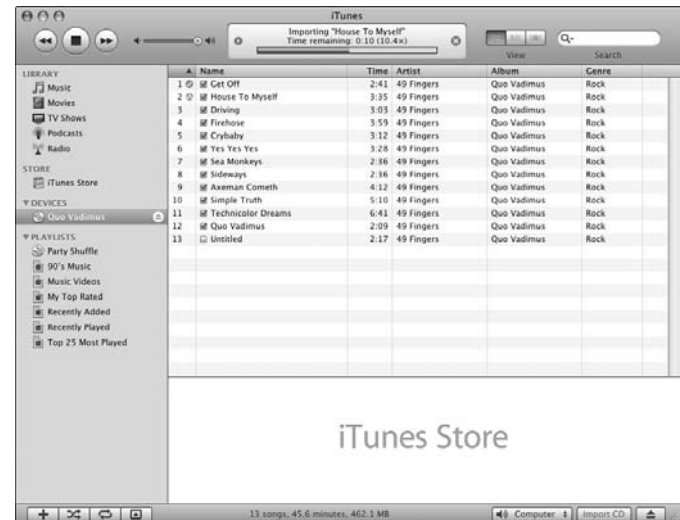 iTunes
Importing "House To Myself"
Time remaining: 0:10 (10.4x)
View
Search
LIBRARY
Music
Movies
TV Shows
Podcasts
Radio
STORE
iTunes Store
DEVICES
Quo Vadimus
PLAYLISTS
Party Shuffle
90's Music
Music Videos
My Top Rated
Recently Added
Recently Played
Top 25 Most Played
Name Time Artist Album Genre
1 Get Off 2:41 49 Fingers Quo Vadimus Rock
2 House To Myself 3:35 49 Fingers Quo Vadimus Rock
3 Driving 3:03 49 Fingers Quo Vadimus Rock
4 Firehose 3:59 49 Fingers Quo Vadimus Rock
5 Crybaby 3:12 49 Fingers Quo Vadimus Rock
6 Yes Yes Yes 3:28 49 Fingers Quo Vadimus Rock
7 Sea Monkeys 2:36 49 Fingers Quo Vadimus Rock
8 Sideways 2:36 49 Fingers Quo Vadimus Rock
9 Axeman Cometh 4:12 49 Fingers Quo Vadimus Rock
10 Simple Truth 5:10 49 Fingers Quo Vadimus Rock
11 Technicolor Dreams 6:41 49 Fingers Quo Vadimus Rock
12 Quo Vadimus 2:09 49 Fingers Quo Vadimus Rock
13 Untitled 2:17 49 Fingers Quo Vadimus Rock
iTunes Store
13 songs, 45.6 minutes, 462.1 MB
Computer
Import CD